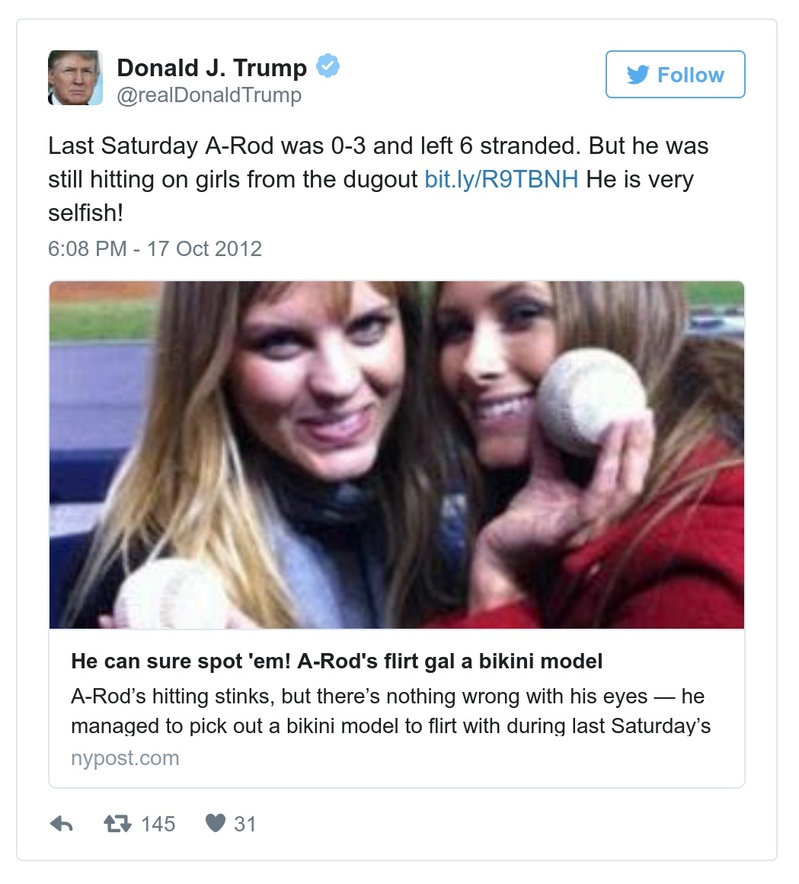 Donald J. Trump
@realDonaldTrump
Follow
Last Saturday A-Rod was 0-3 and left 6 stranded. But he was
still hitting on girls from the dugout bit.ly/R9TBNH He is very
selfish!
6:08 PM - 17 Oct 2012
He can sure spot 'em! A-Rod's flirt gal a bikini model
A-Rod’s hitting stinks, but there’s nothing wrong with his eyes — he
managed to pick out a bikini model to flirt with during last Saturday’s
nypost.com
145 31